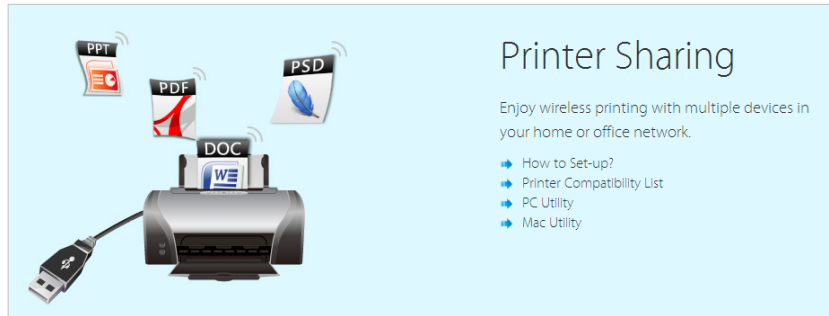 PPT
PDF
PSD
DOC
W
Printer Sharing
Enjoy wireless printing with multiple devices in
your home or office network.
How to Set-up?
Printer Compatibility List
PC Utility
Mac Utility